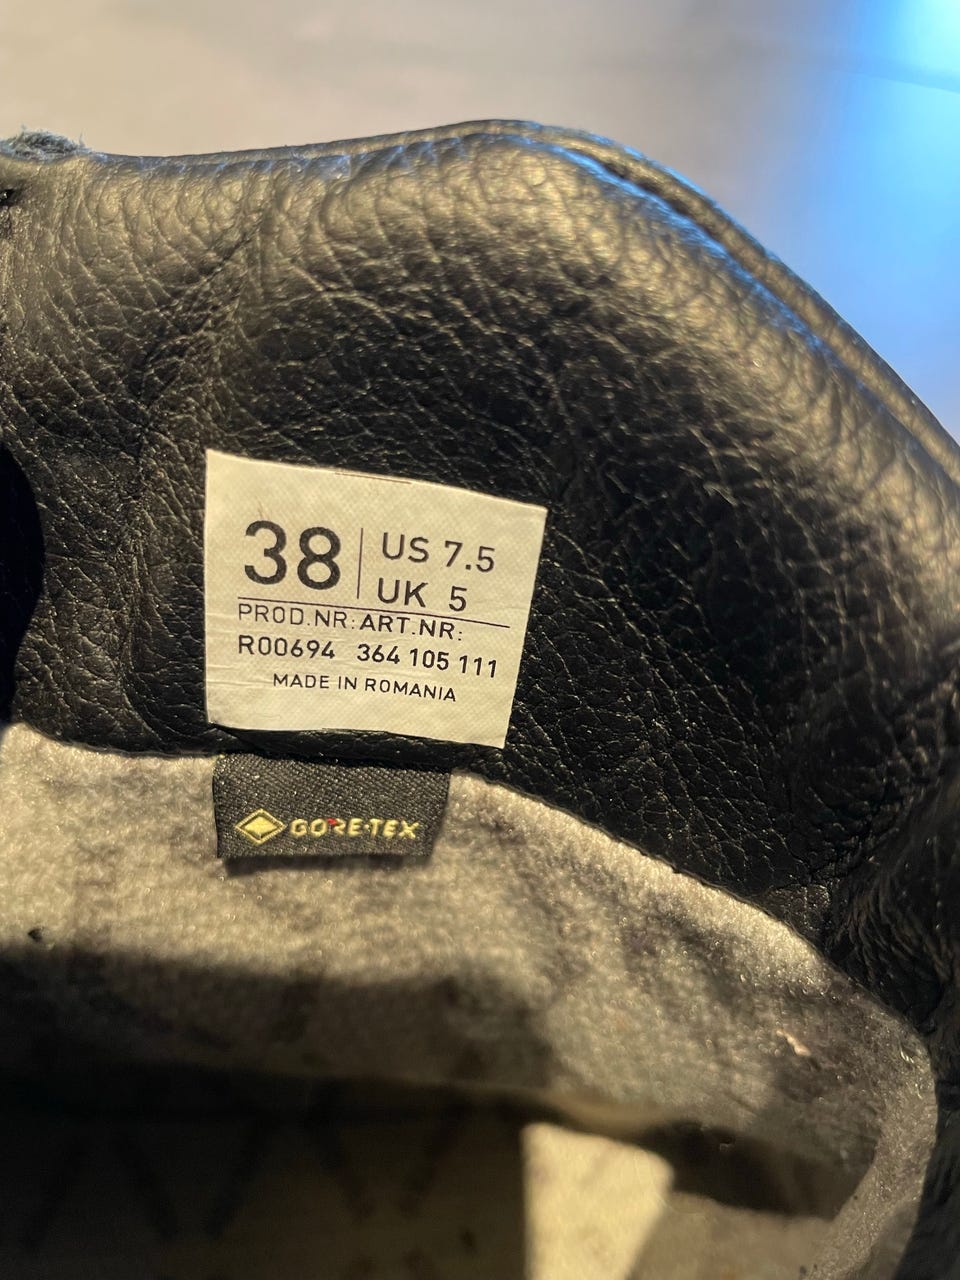 38 US 7.5
UK 5
PROD.NR: ART.NR:
R00694 364 105 111
MADE IN ROMANIA
GORE-TEX